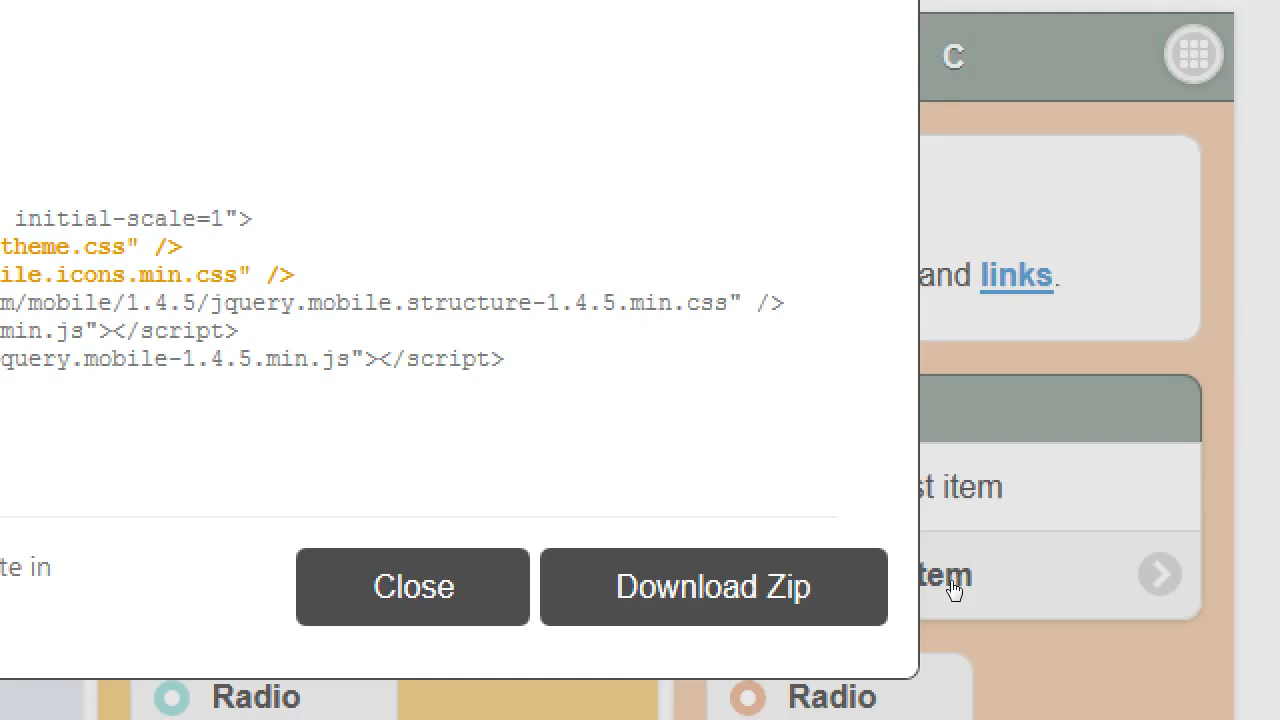 C
initial-scale=1">
theme.css" />
ile.icons.min.css" />
m/mobile/1.4.5/jquery.mobile.structure-1.4.5.min.css" />
min.js"></script>
query.mobile-1.4.5.min.js"></script>
and links.
st item
tem
te in
Close
Download Zip
Radio
Radio